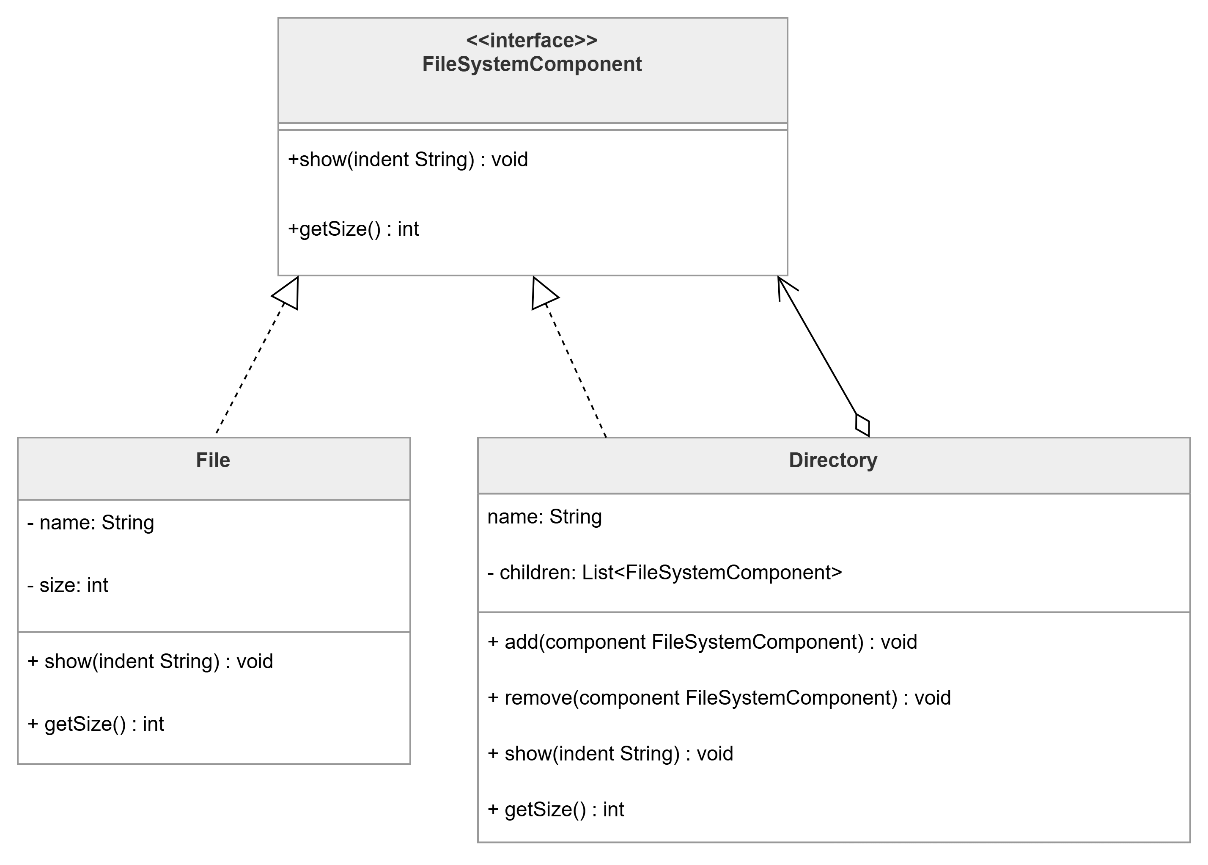 <<interface>>
FileSystemComponent
+show(indent String) : void
+getSize() : int
File
- name: String
- size: int
+ show(indent String) : void
+ getSize() : int
Directory
name: String
- children: List<FileSystemComponent>
+ add(component FileSystemComponent) : void
+ remove(component FileSystemComponent) : void
+ show(indent String) : void
+ getSize() : int